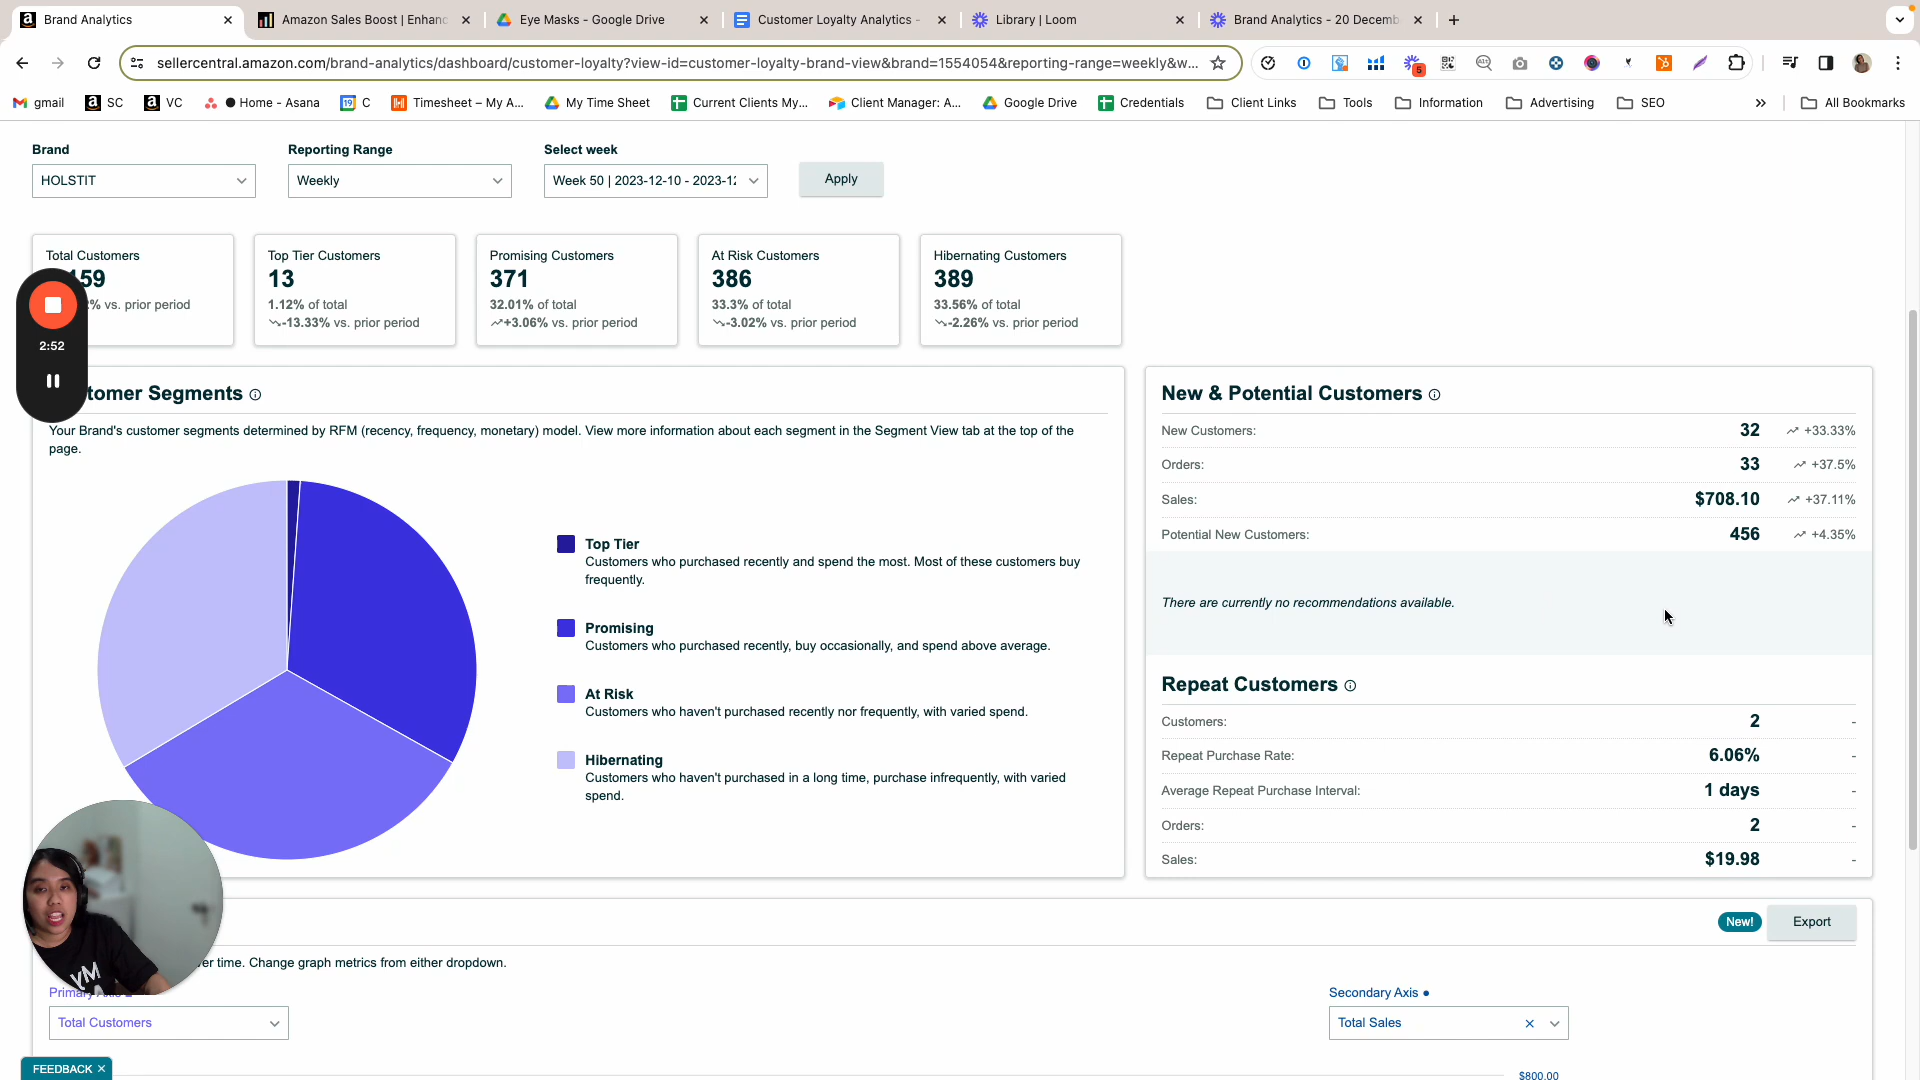 Brand Analytics
Amazon Sales Boost | Enhanc
Eye Masks - Google Drive
Customer Loyalty Analytics -
Library | Loom
Brand Analytics - 20 Decemb
sellercentral.amazon.com/brand-analytics/dashboard/customer-loyalty?view-id=customer-loyalty-brand-view&brand=1554054&reporting-range=weekly&w...
5
gmail
SC
VC
Home - Asana
19 C
Timesheet – My A...
My Time Sheet
Current Clients My...
Client Manager: A...
Google Drive
Credentials
Client Links
Tools
Information
Advertising
SEO
All Bookmarks
Brand
Reporting Range
Select week
HOLSTIT
Weekly
Week 50 | 2023-12-10 - 2023-12
Apply
Total Customers
Top Tier Customers
Promising Customers
At Risk Customers
Hibernating Customers
59
13
371
386
389
1.12% of total
32.01% of total
33.3% of total
33.56% of total
% vs. prior period
-13.33% vs. prior period
+3.06% vs. prior period
-3.02% vs. prior period
-2.26% vs. prior period
2:52
tomer Segments
Your Brand's customer segments determined by RFM (recency, frequency, monetary) model. View more information about each segment in the Segment View tab at the top of the
page.
Top Tier
Customers who purchased recently and spend the most. Most of these customers buy
frequently.
Promising
Customers who purchased recently, buy occasionally, and spend above average.
At Risk
Customers who haven't purchased recently nor frequently, with varied spend.
Hibernating
Customers who haven't purchased in a long time, purchase infrequently, with varied
spend.
New & Potential Customers
New Customers: 32 +33.33%
Orders: 33 +37.5%
Sales: $708.10 +37.11%
Potential New Customers: 456 +4.35%
There are currently no recommendations available.
Repeat Customers
Customers: 2 -
Repeat Purchase Rate: 6.06% -
Average Repeat Purchase Interval: 1 days -
Orders: 2 -
Sales: $19.98 -
New!
Export
er time. Change graph metrics from either dropdown.
Primary
Secondary Axis
Total Customers
Total Sales
FEEDBACK
$800.00